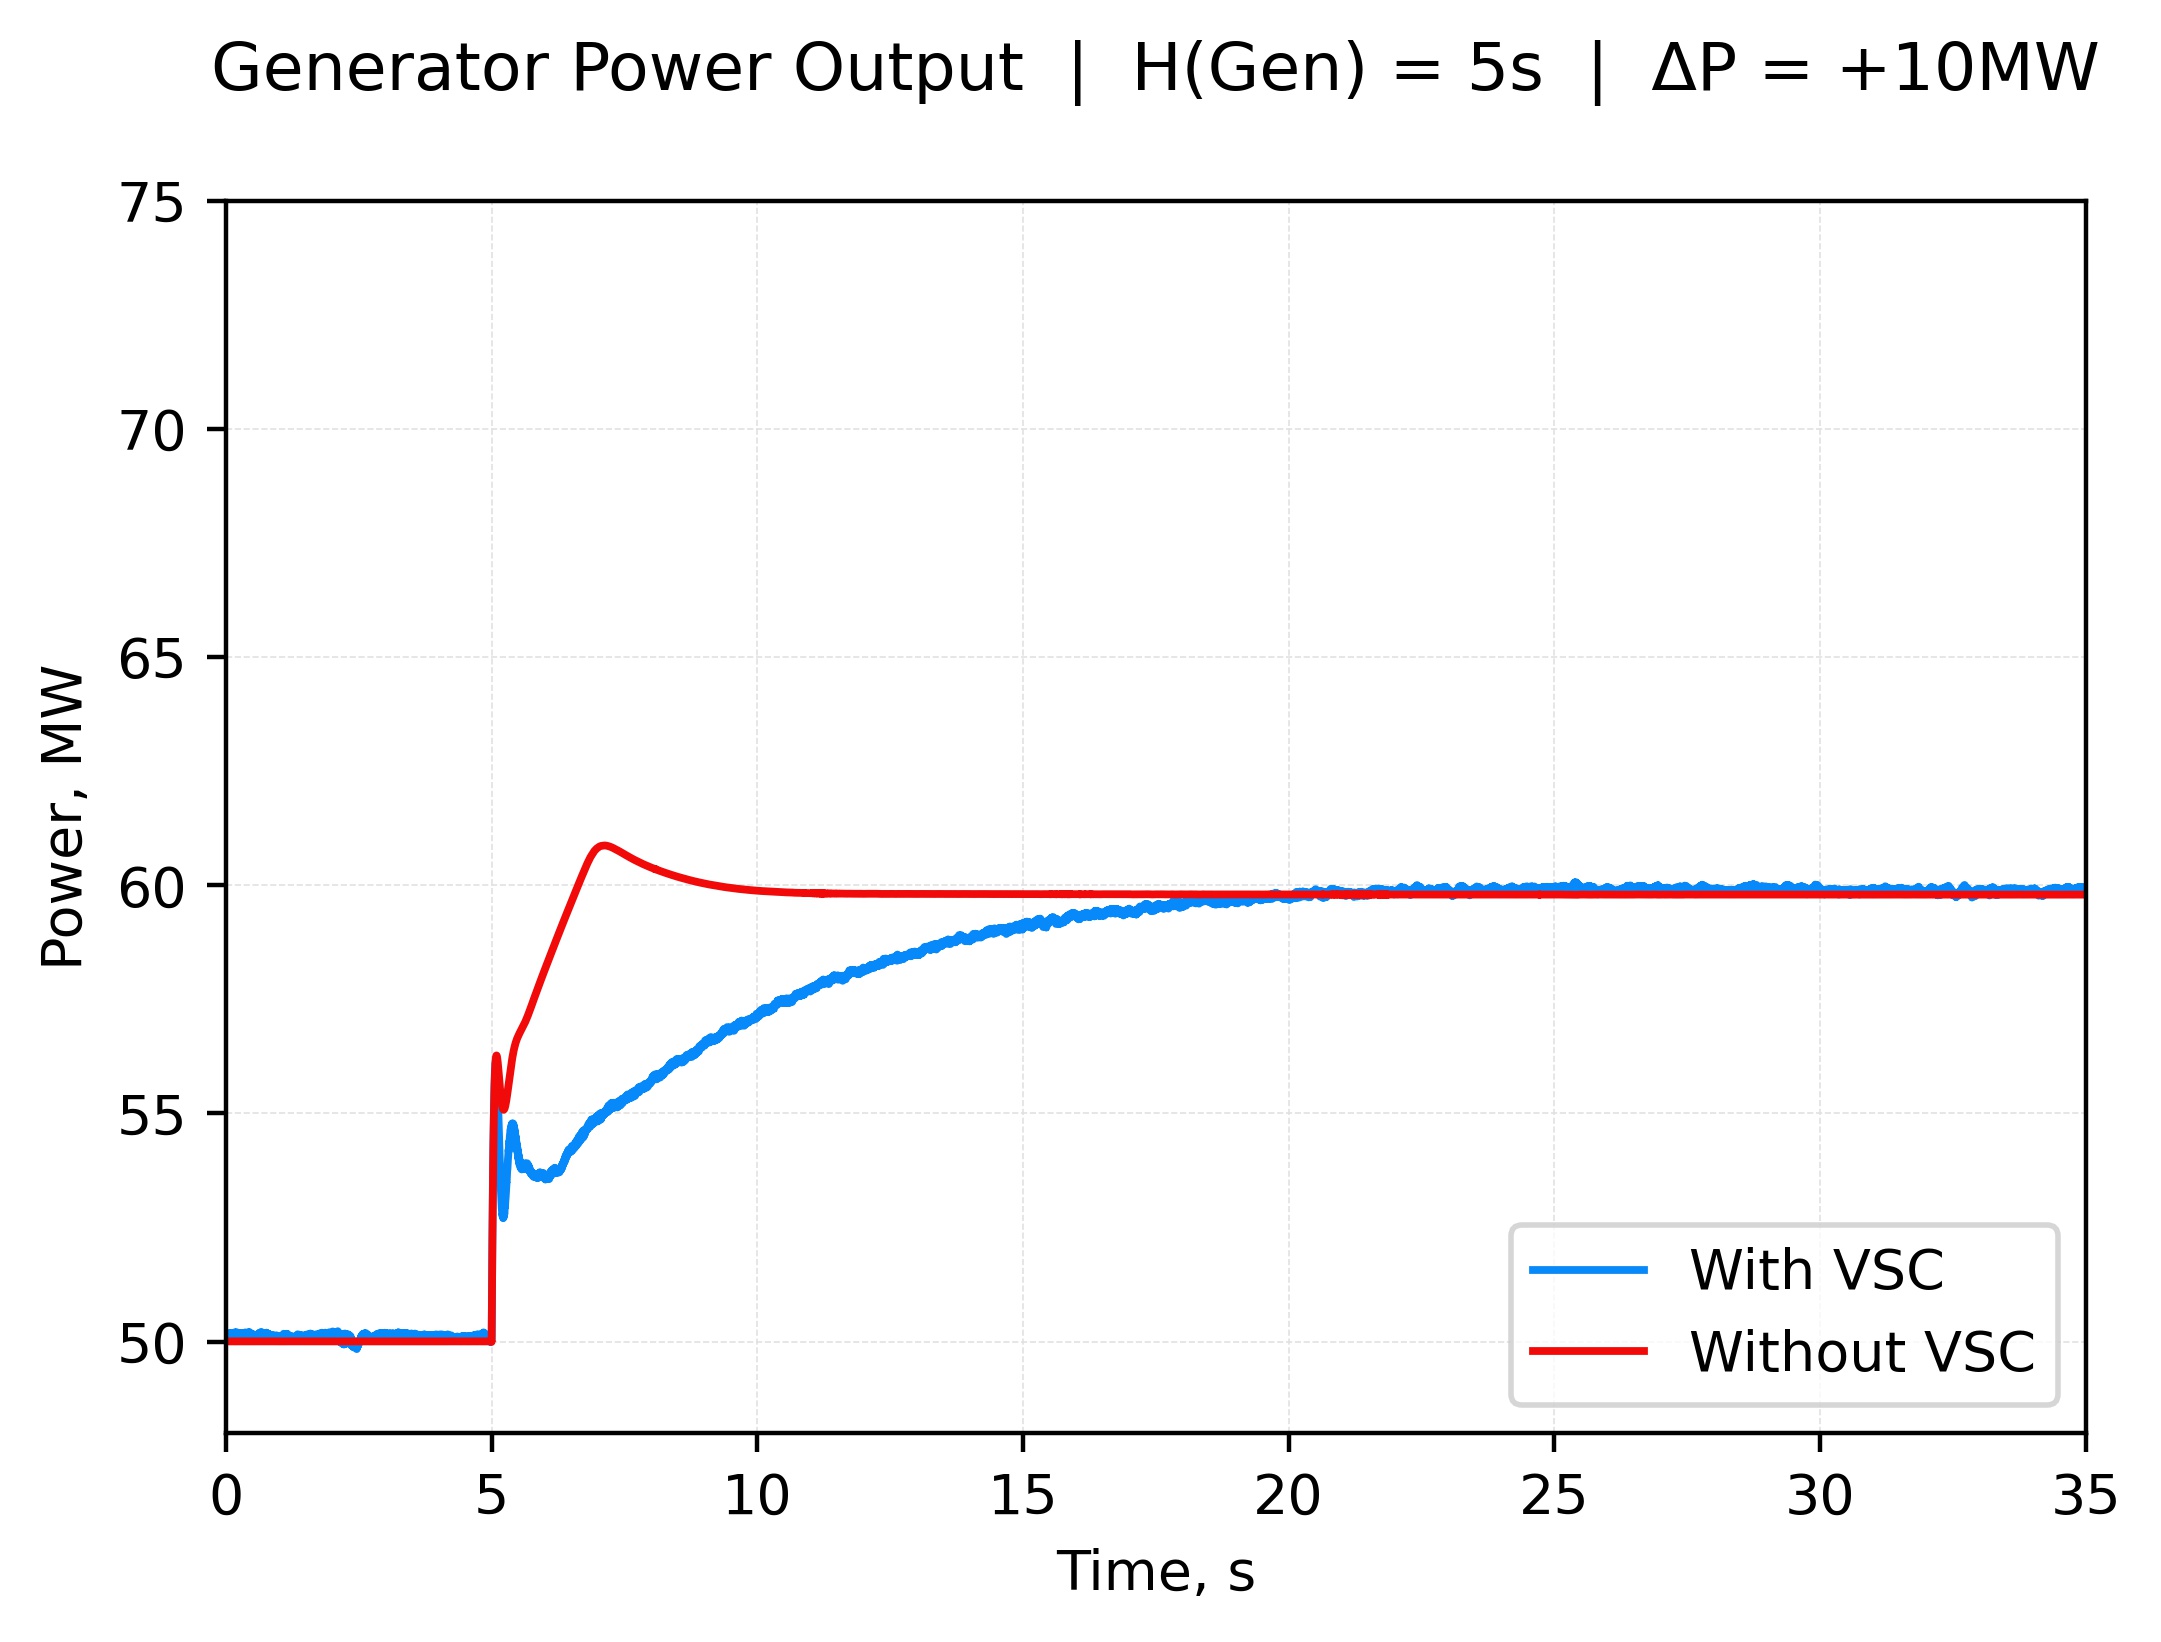 Generator Power Output | H(Gen) = 5s | ΔP = +10MW
75
70
65
60
55
50
Power, MW
With VSC
Without VSC
0 5 10 15 20 25 30 35
Time, s